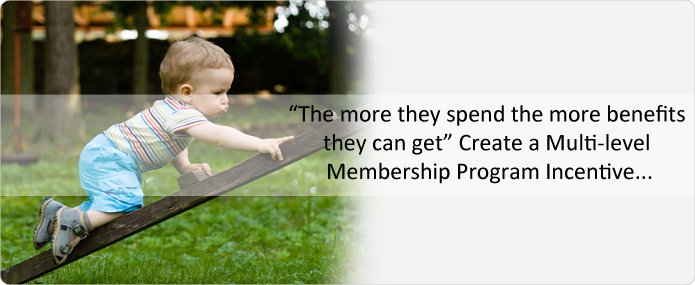 “The more they spend the more benefits
they can get” Create a Multi-level
Membership Program Incentive...